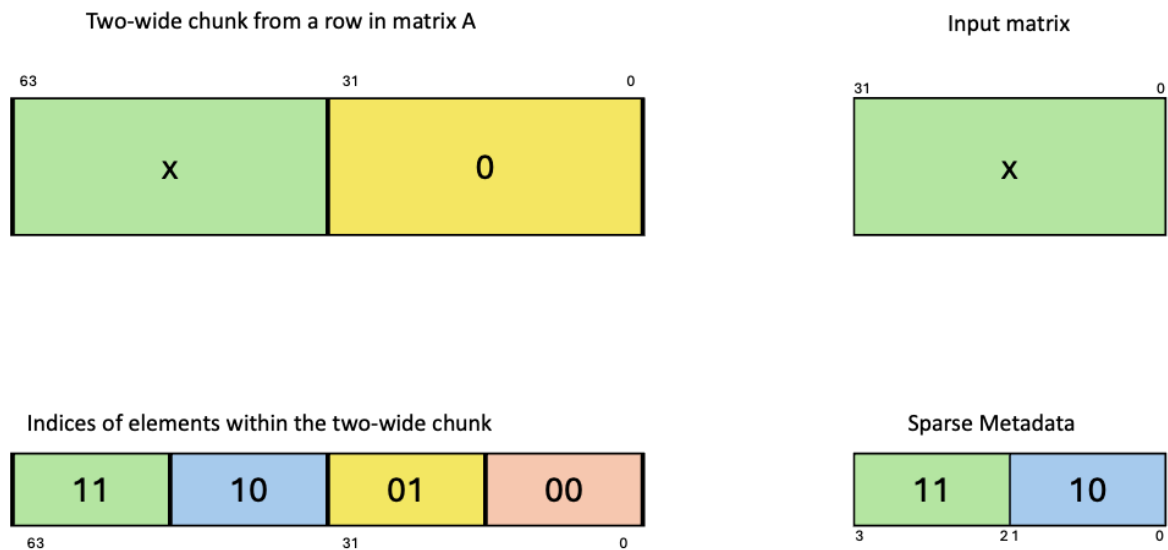 Two-wide chunk from a row in matrix A
Input matrix
63 31 0
31 0
x 0
x
Indices of elements within the two-wide chunk
Sparse Metadata
11 10 01 00
11 10
63 31 0
3 2 1 0